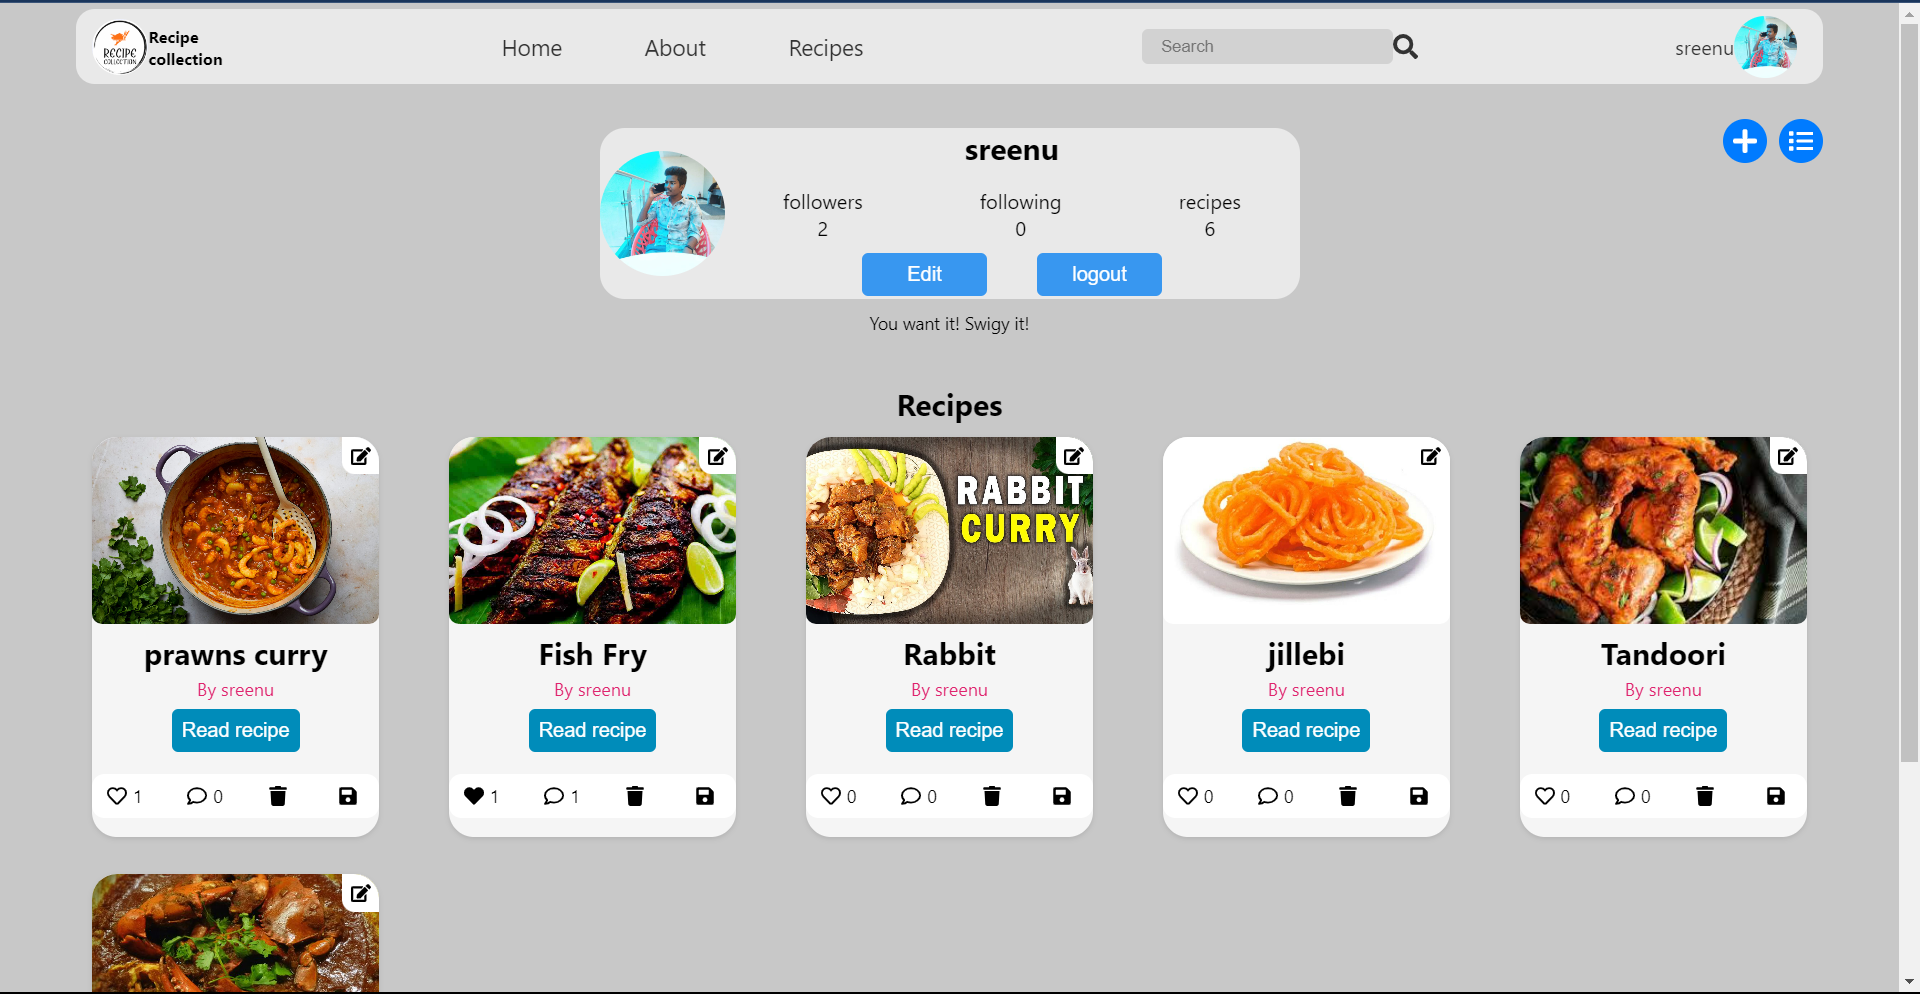 RECIPE
COLLECTION
Recipe
collection
Home
About
Recipes
Search
sreenu
sreenu
followers
following
recipes
2
0
6
Edit
logout
You want it! Swigy it!
Recipes
RABBIT
CURRY
prawns curry
By sreenu
Read recipe
1
0
Fish Fry
By sreenu
Read recipe
1
1
Rabbit
By sreenu
Read recipe
0
0
jillebi
By sreenu
Read recipe
0
0
Tandoori
By sreenu
Read recipe
0
0